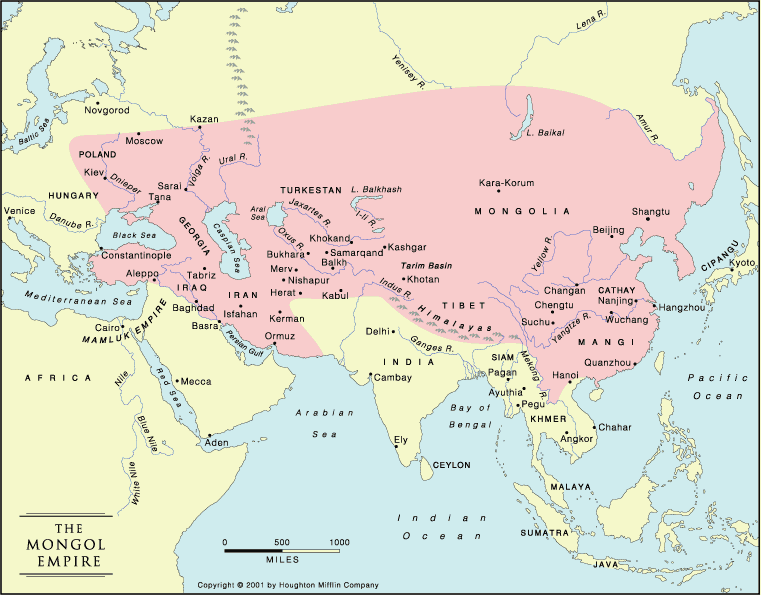 Lena R.
Yenisey R.
Novgorod
Baltic Sea
Kazan
Moscow
Amur R.
L. Baikal
POLAND
Kiev
Dnieper
Volga R.
Ural R.
Sarai
Tana
HUNGARY
Venice
Danube R.
TURKESTAN
L. Balkhash
Kara-Korum
MONGOLIA
Shangtu
Aral
Sea
Jaxartes R.
I-li R.
GEORGIA
Caspian
Sea
Black Sea
Constantinople
Oxus R.
Khokand
Kashgar
Bukhara
Samarqand
Merv
Balkh
Tarim Basin
Khotan
Nishapur
Yellow R.
Beijing
CIPANGU
Kyoto
Aleppo
Tabriz
IRAQ
IRAN
Herat
Kabul
Indus R.
TIBET
Himalayas
Changan
CATHAY
Nanjing
Hangzhou
Chengtu
Suchu
Wuchang
Yangtze R.
MANGI
Mediterranean Sea
Baghdad
Isfahan
Basra
Kerman
Ormuz
Persian Gulf
Cairo
MAMLUK EMPIRE
Delhi
Ganges R.
INDIA
Cambay
SIAM
Pagan
Mekong R.
Hanoi
Quanzhou
Ayuthia
Pegu
KHMER
Angkor
Chahar
AFRICA
Nile
Mecca
Red Sea
Blue Nile
White Nile
Aden
Arabian
Sea
Bay of
Bengal
Pacific
Ocean
Ely
CEYLON
MALAYA
SUMATRA
JAVA
Indian
Ocean
THE
MONGOL
EMPIRE
0 500 1000
MILES
Copyright © 2001 by Houghton Mifflin Company